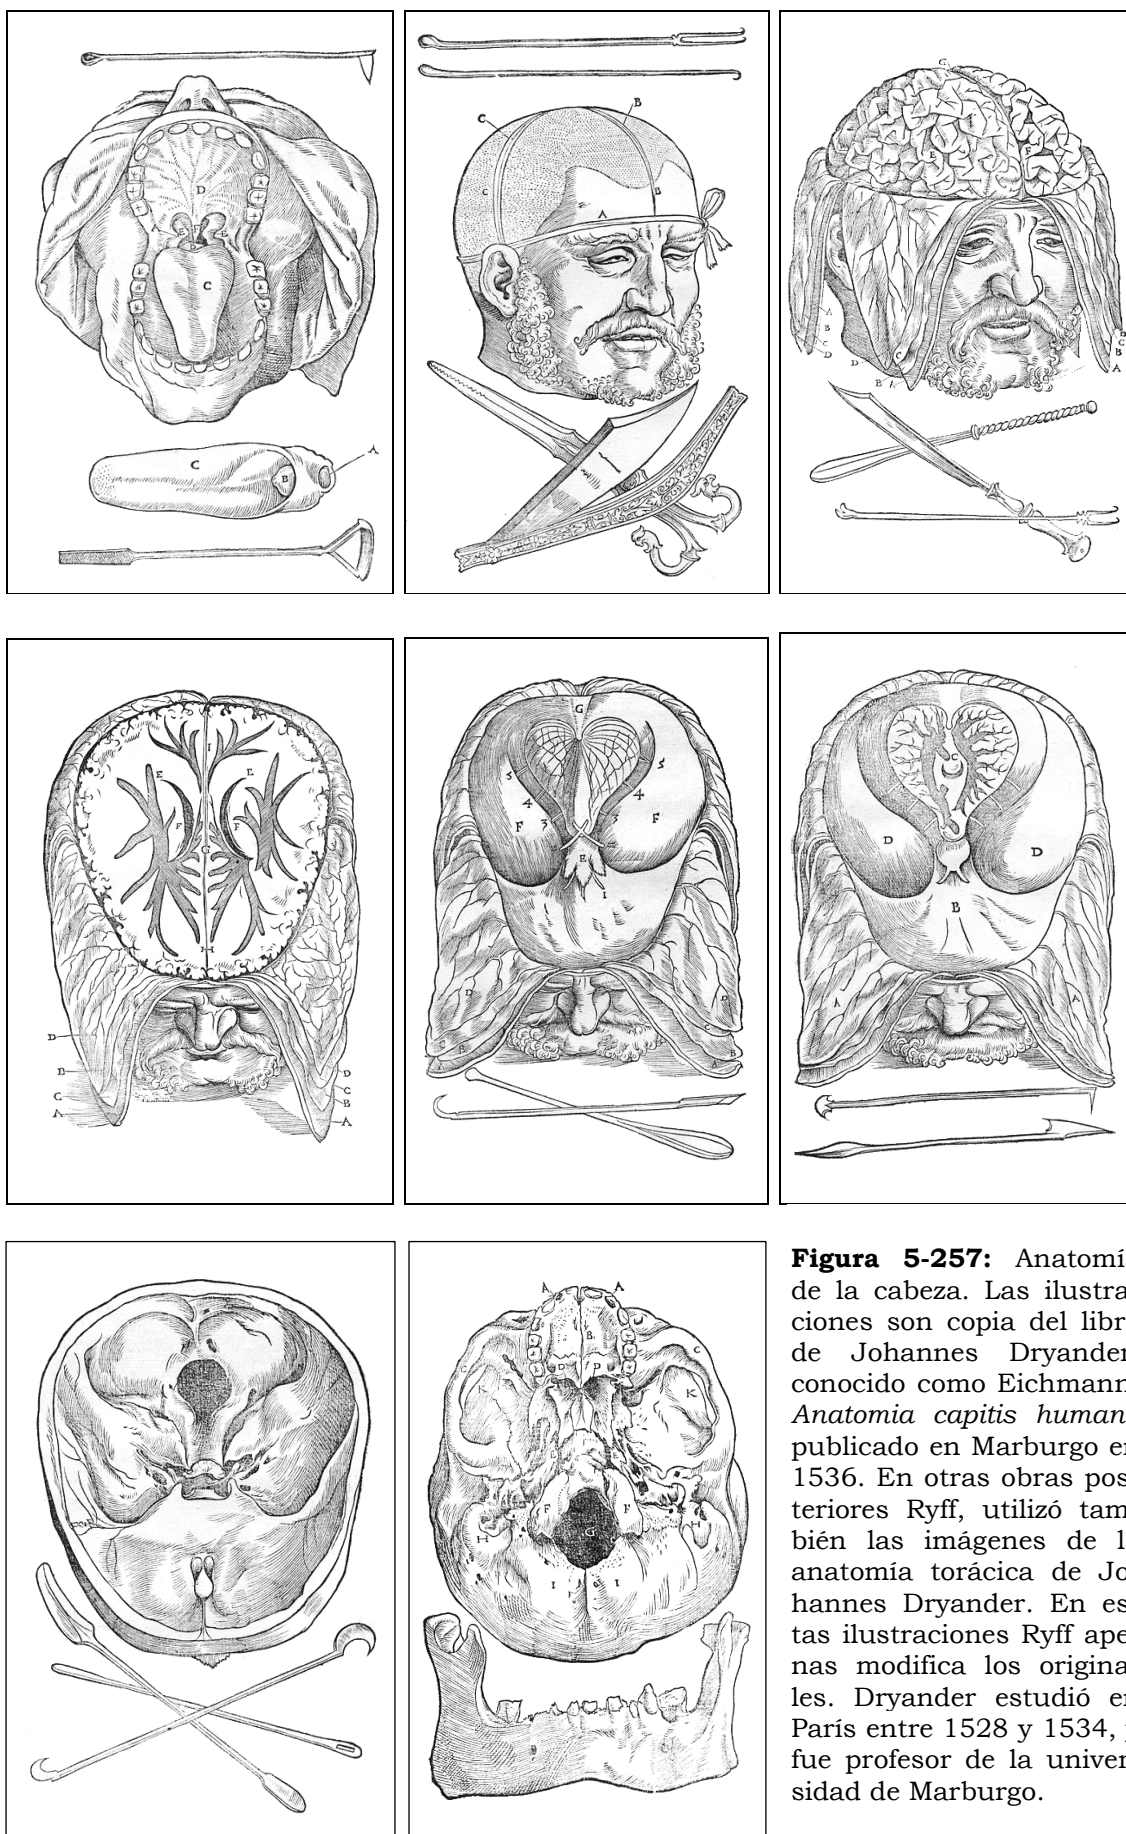 Figura 5-257: Anatomí
de la cabeza. Las ilustra
ciones son copia del libr
de Johannes Dryander
conocido como Eichmann
Anatomia capitis human
publicado en Marburgo en
1536. En otras obras pos
teriores Ryff, utilizó tam
bién las imágenes de l
anatomía torácica de Jo
hannes Dryander. En es
tas ilustraciones Ryff ape
nas modifica los origina
les. Dryander estudió en
París entre 1528 y 1534, y
fue profesor de la univer
sidad de Marburgo.